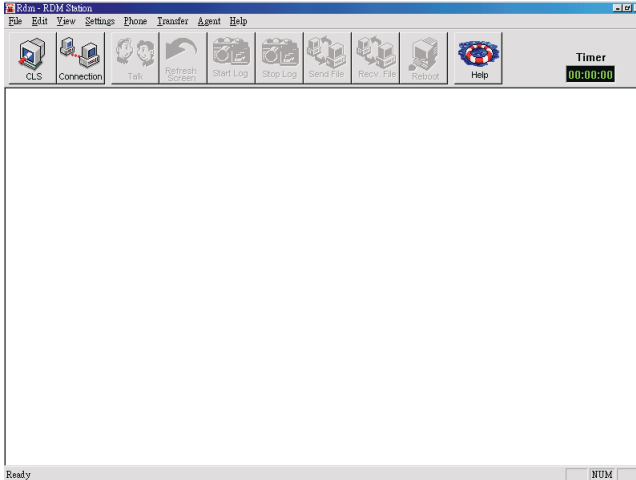 Rdm - RDM Station
File Edit View Settings Phone Transfer Agent Help
CLS Connection Talk Refresh Screen Start Log Stop Log Send File Recv. File Reboot Help
Timer
00:00:00
Ready NUM